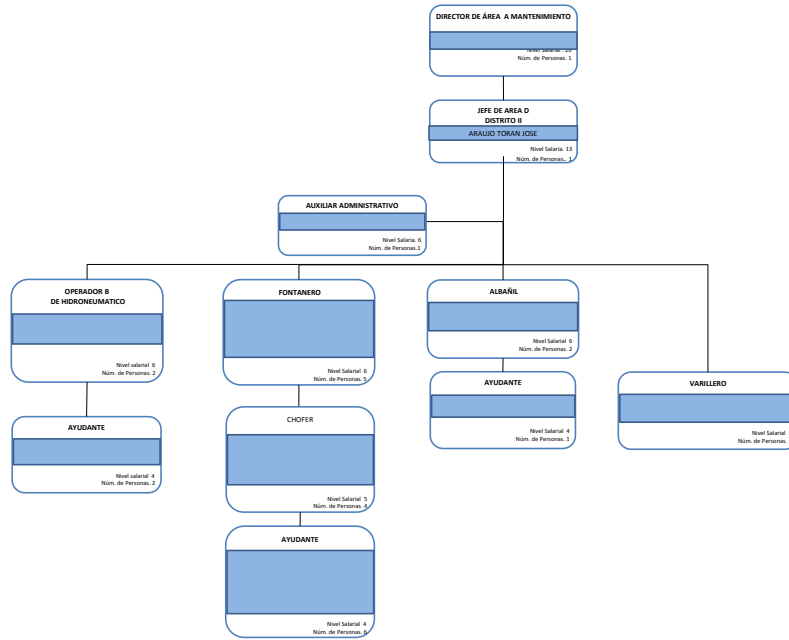 DIRECTOR DE ÁREA A MANTENIMIENTO
Núm. de Personas. 1
JEFE DE AREA D
DISTRITO II
ARAUJO TORAN JOSE
Nivel Salaria. 13
Núm. de Personas. 1
AUXILIAR ADMINISTRATIVO
Nivel Salaria. 6
Núm. de Personas.1
OPERADOR B
DE HIDRONEUMATICO
Nivel salarial 6
Núm. de Personas. 2
FONTANERO
Nivel Salarial 6
Núm. de Personas. 5
ALBAÑIL
Nivel Salarial 6
Núm. de Personas. 2
AYUDANTE
Nivel salarial 4
Núm. de Personas. 2
CHOFER
Nivel Salarial 5
Núm. de Personas. 4
AYUDANTE
Nivel Salarial 4
Núm. de Personas. 1
VARILLERO
Nivel Salarial
Núm. de Personas.
AYUDANTE
Nivel Salarial 4
Núm. de Personas. 6